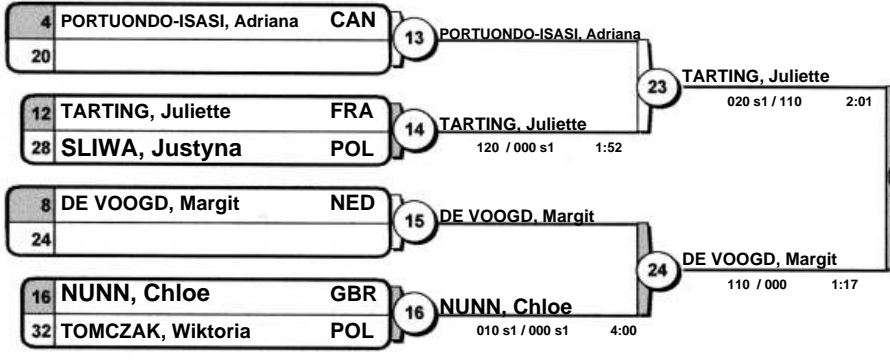 4 PORTUONDO-ISASI, Adriana CAN
20
13 PORTUONDO-ISASI, Adriana
12 TARTING, Juliette FRA
28 SLIWA, Justyna POL
14 TARTING, Juliette
120 / 000 s1 1:52
23 TARTING, Juliette
020 s1 / 110 2:01
8 DE VOOGD, Margit NED
24
15 DE VOOGD, Margit
16 NUNN, Chloe GBR
32 TOMCZAK, Wiktoria POL
16 NUNN, Chloe
010 s1 / 000 s1 4:00
24 DE VOOGD, Margit
110 / 000 1:17